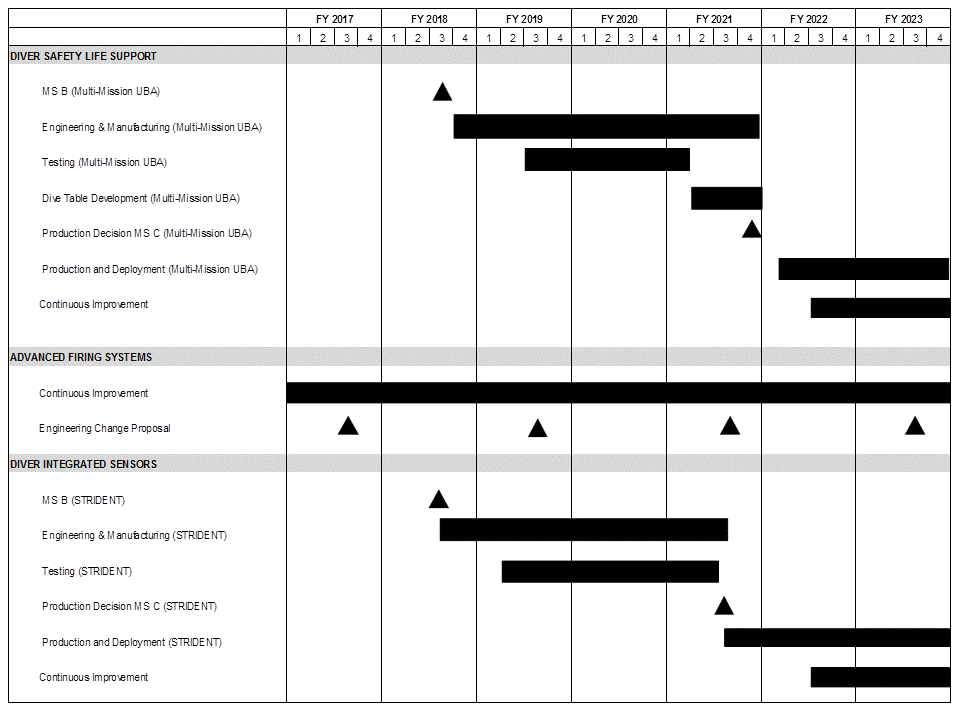 FY 2017 FY 2018 FY 2019 FY 2020 FY 2021 FY 2022 FY 2023
1 2 3 4 1 2 3 4 1 2 3 4 1 2 3 4 1 2 3 4 1 2 3 4 1 2 3 4
DIVER SAFETY LIFE SUPPORT
MS B (Multi-Mission UBA)
Engineering & Manufacturing (Multi-Mission UBA)
Testing (Multi-Mission UBA)
Dive Table Development (Multi-Mission UBA)
Production Decision MS C (Multi-Mission UBA)
Production and Deployment (Multi-Mission UBA)
Continuous Improvement
ADVANCED FIRING SYSTEMS
Continuous Improvement
Engineering Change Proposal
DIVER INTEGRATED SENSORS
MS B (STRIDENT)
Engineering & Manufacturing (STRIDENT)
Testing (STRIDENT)
Production Decision MS C (STRIDENT)
Production and Deployment (STRIDENT)
Continuous Improvement